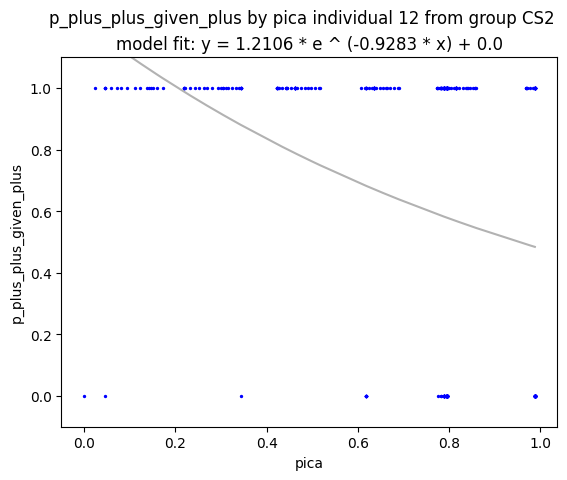 p_plus_plus_given_plus by pica individual 12 from group CS2
model fit: y = 1.2106 * e ^ (-0.9283 * x) + 0.0
1.0
0.8
0.6
0.4
0.2
0.0
p_plus_plus_given_plus
0.0 0.2 0.4 0.6 0.8 1.0
pica